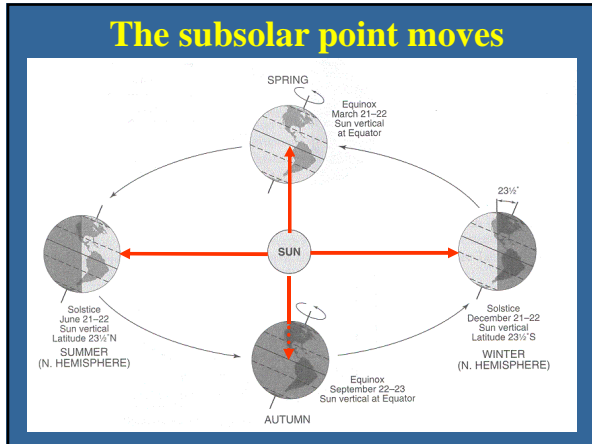 The subsolar point moves
SPRING
Equinox
March 21–22
Sun vertical
at Equator
23½°
SUN
Solstice
June 21–22
Sun vertical
Latitude 23½°N
SUMMER
(N. HEMISPHERE)
Solstice
December 21–22
Sun vertical
Latitude 23½°S
WINTER
(N. HEMISPHERE)
Equinox
September 22–23
Sun vertical at Equator
AUTUMN